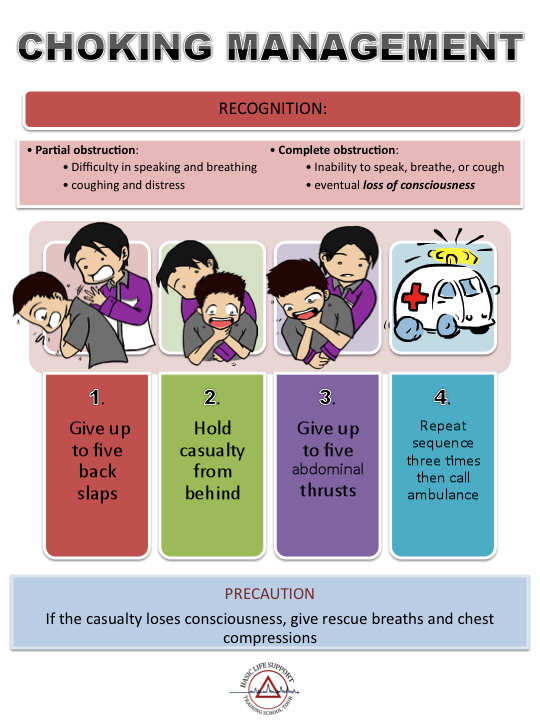 CHOKING MANAGEMENT
RECOGNITION:
• Partial obstruction:
• Difficulty in speaking and breathing
• coughing and distress
• Complete obstruction:
• Inability to speak, breathe, or cough
• eventual loss of consciousness
1.
Give up
to five
back
slaps
2.
Hold
casualty
from
behind
3.
Give up
to five
abdominal
thrusts
4.
Repeat
sequence
three times
then call
ambulance
PRECAUTION
If the casualty loses consciousness, give rescue breaths and chest
compressions
BASIC LIFE SUPPORT
TRAINING SCHOOL TOUR